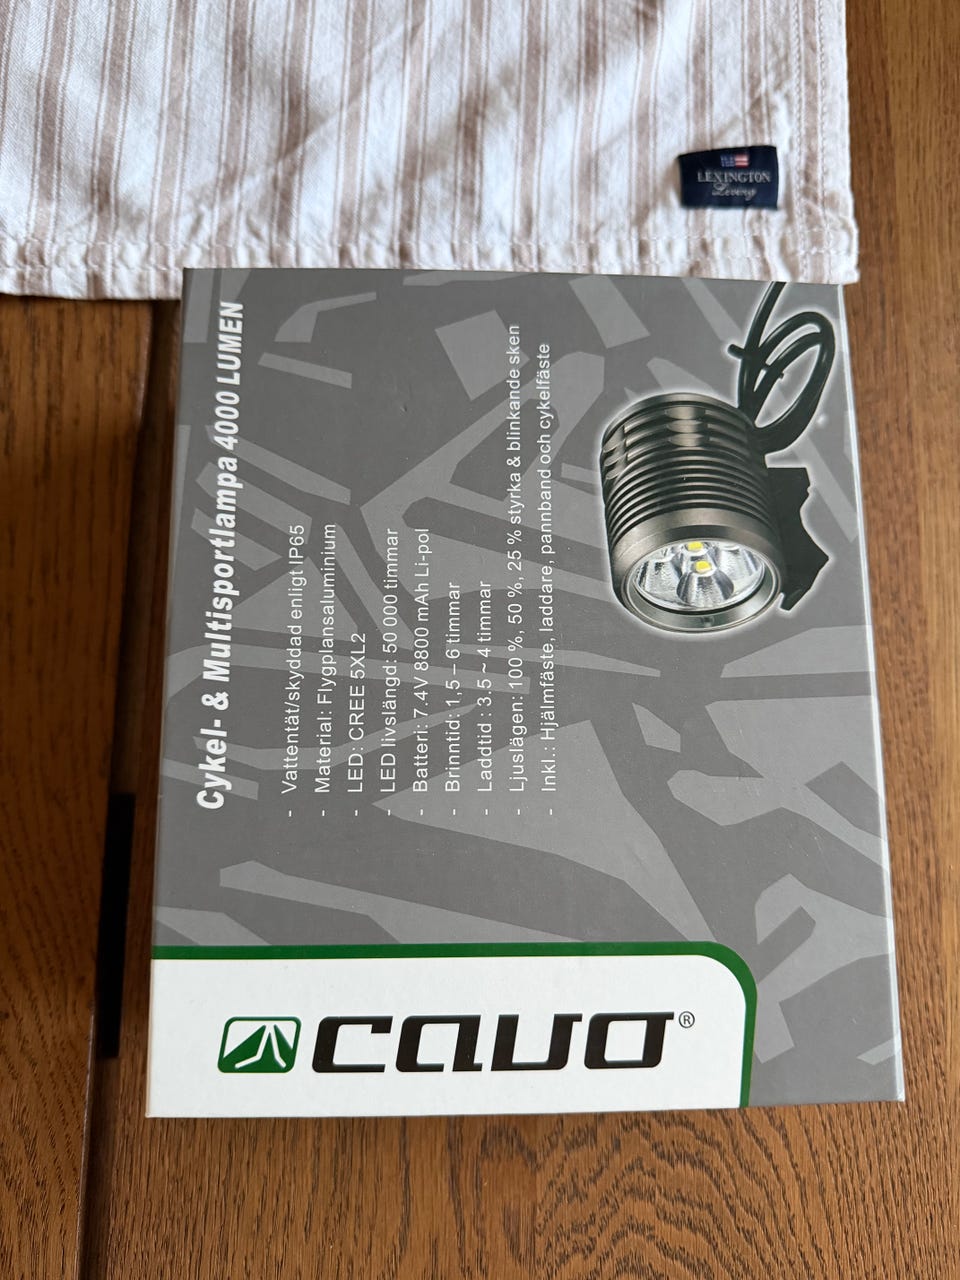 LEXINGTON
Living
Cykel- & Multisportlampa 4000 LUMEN
- Vattentät/skyddad enligt IP65
- Material: Flygplansaluminium
- LED: CREE 5XL2
- LED livslängd: 50 000 timmar
- Batteri: 7.4V 8800 mAh Li-pol
- Brinntid: 1,5 – 6 timmar
- Laddtid : 3.5 ~ 4 timmar
- Ljuslägen: 100 %, 50 %, 25 % styrka & blinkande sken
- Inkl.: Hjälmfäste, laddare, pannband och cykelfäste
cavo®